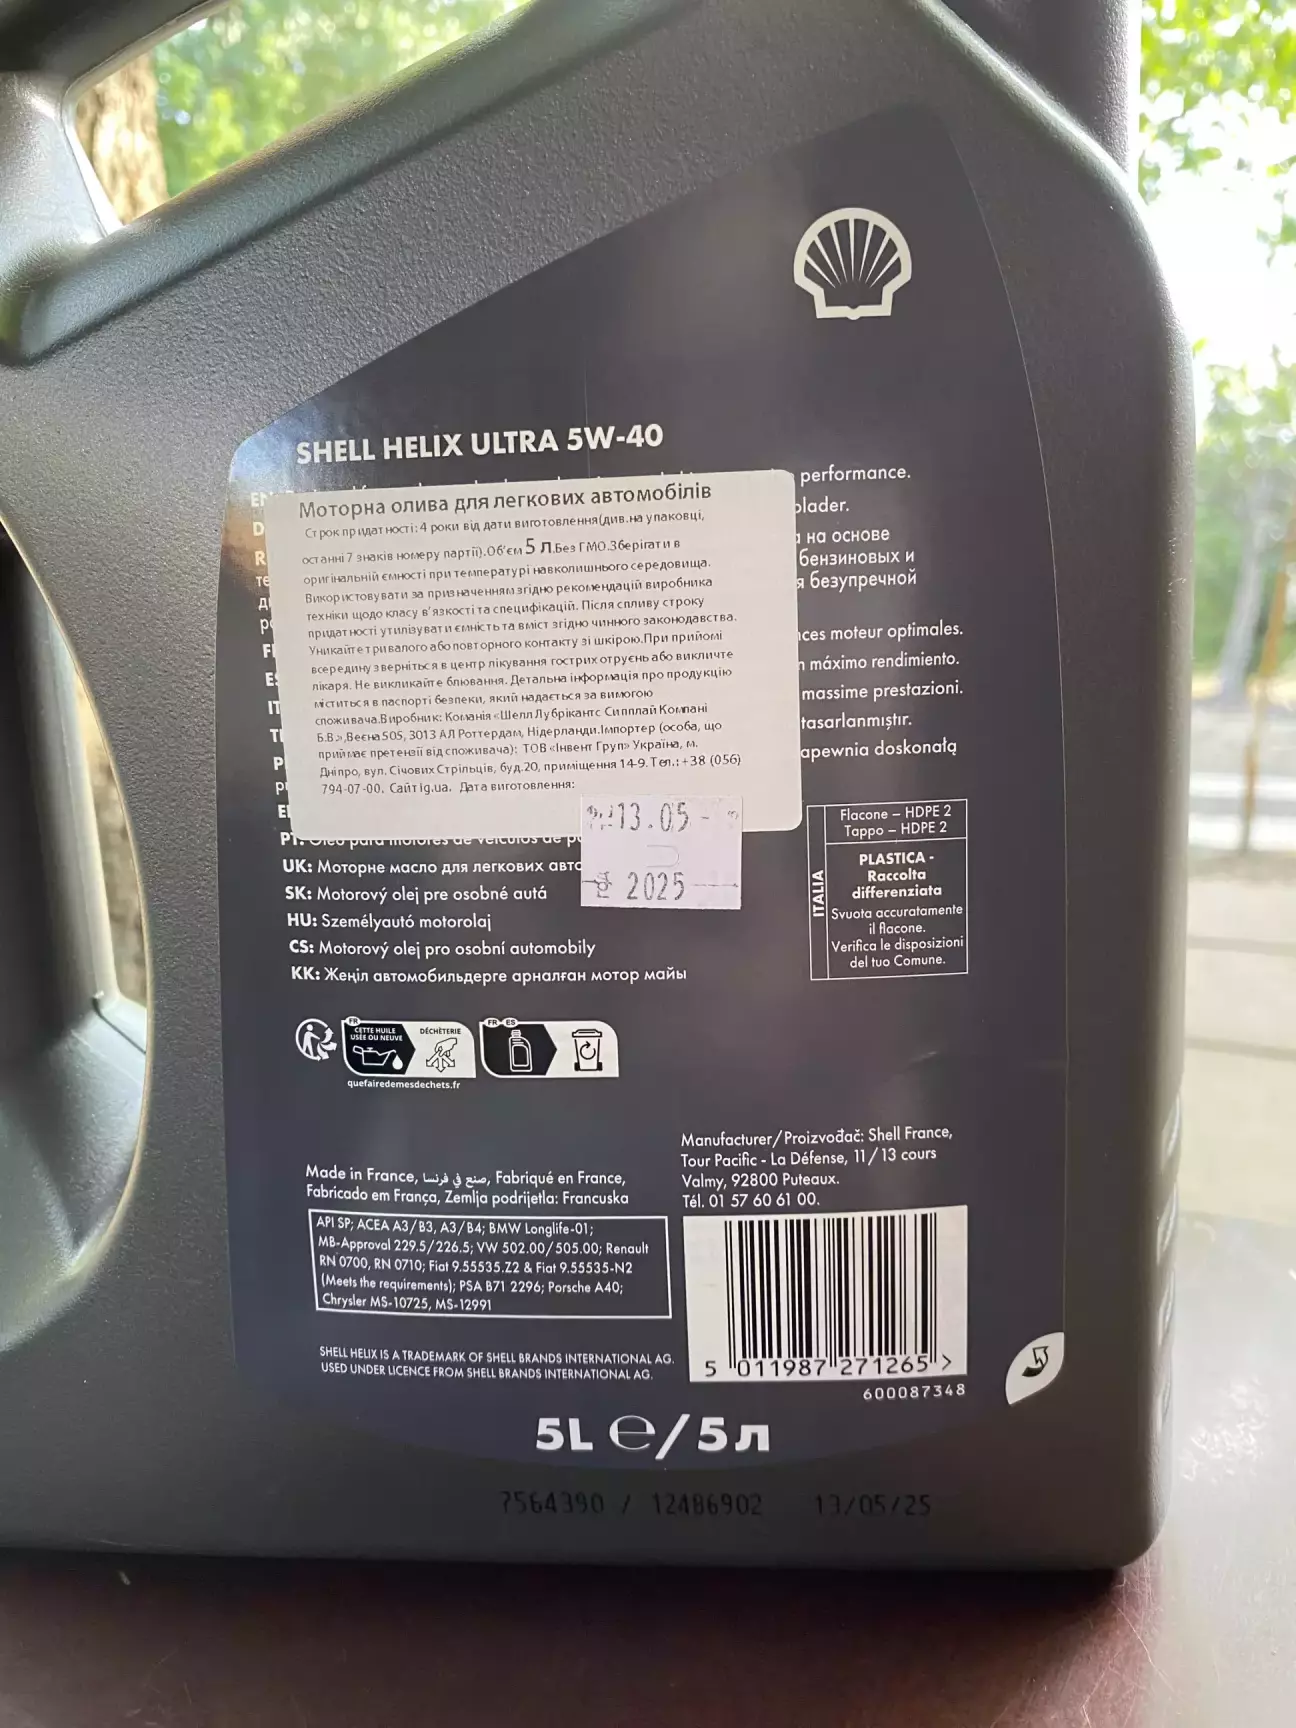 SHELL HELIX ULTRA 5W-40
Моторна олива для легкових автомобілів
Строк придатності: 4 роки від дати виготовлення(див.на упаковці,
останні 7 знаків номеру партії).Об'єм 5 Л.Без ГМО.Зберігати в
оригінальній ємності при температурі навколишнього середовища.
Використовувати за призначенням згідно рекомендацій виробника
техніки щодо класу в'язкості та специфікацій. Після спливу строку
придатності утилізувати ємність та вміст згідно чинного законодавства.
Уникайте тривалого або повторного контакту зі шкірою.При прийомі
всередину зверніться в центр лікування гострих отруєнь або викличте
лікаря. Не викликайте блювання. Детальна інформація про продукцію
міститься в паспорті безпеки, який надається за вимогою
споживача.Виробник: Команія «Шелл Лубрікантс Сипплай Компані
Б.В.»,Веєна 505, 3013 АЛ Роттердам, Нідерланди.Імпортер (особа, що
приймає претензії від споживача): ТОВ «Інвент Груп» Україна, м.
Дніпро, вул. Січових Стрільців, буд.20, приміщення 14-9. Тел.: +38 (056)
794-07-00. Сайт ig.ua. Дата виготовлення:
13.05
2025
performance.
на основе
бензиновых и
безупречной
moteur optimales.
máximo rendimiento.
massime prestazioni.
tasarlanmıştır.
doskonałą
PT: Óleo para motores de veículos de
UK: Моторне масло для легкових
SK: Motorový olej pre osobné autá
HU: Személyautó motorolaj
CS: Motorový olej pro osobní automobily
KK: Жеңіл автомобильдерге арналған мотор майы
ITALIA
Flacone – HDPE 2
Tappo – HDPE 2
PLASTICA -
Raccolta
differenziata
Svuota accuratamente
il flacone.
Verifica le disposizioni
del tuo Comune.
FR
CETTE HUILE
USÉE OU NEUVE
DÉCHÈTERIE
FR ES
quefairedemesdechets.fr
Manufacturer/Proizvođač: Shell France,
Tour Pacific - La Défense, 11/13 cours
Valmy, 92800 Puteaux.
Tél. 01 57 60 61 00.
Made in France, صنع في فرنسا, Fabriqué en France,
Fabricado em França, Zemlja podrijetla: Francuska
API SP; ACEA A3/B3, A3/B4; BMW Longlife-01;
MB-Approval 229.5/226.5; VW 502.00/505.00; Renault
RN 0700, RN 0710; Fiat 9.55535.Z2 & Fiat 9.55535-N2
(Meets the requirements); PSA B71 2296; Porsche A40;
Chrysler MS-10725, MS-12991
SHELL HELIX IS A TRADEMARK OF SHELL BRANDS INTERNATIONAL AG.
USED UNDER LICENCE FROM SHELL BRANDS INTERNATIONAL AG.
5 011987 271265 >
600087348
5L ℮/5л
7564390 / 12486902 13/05/25